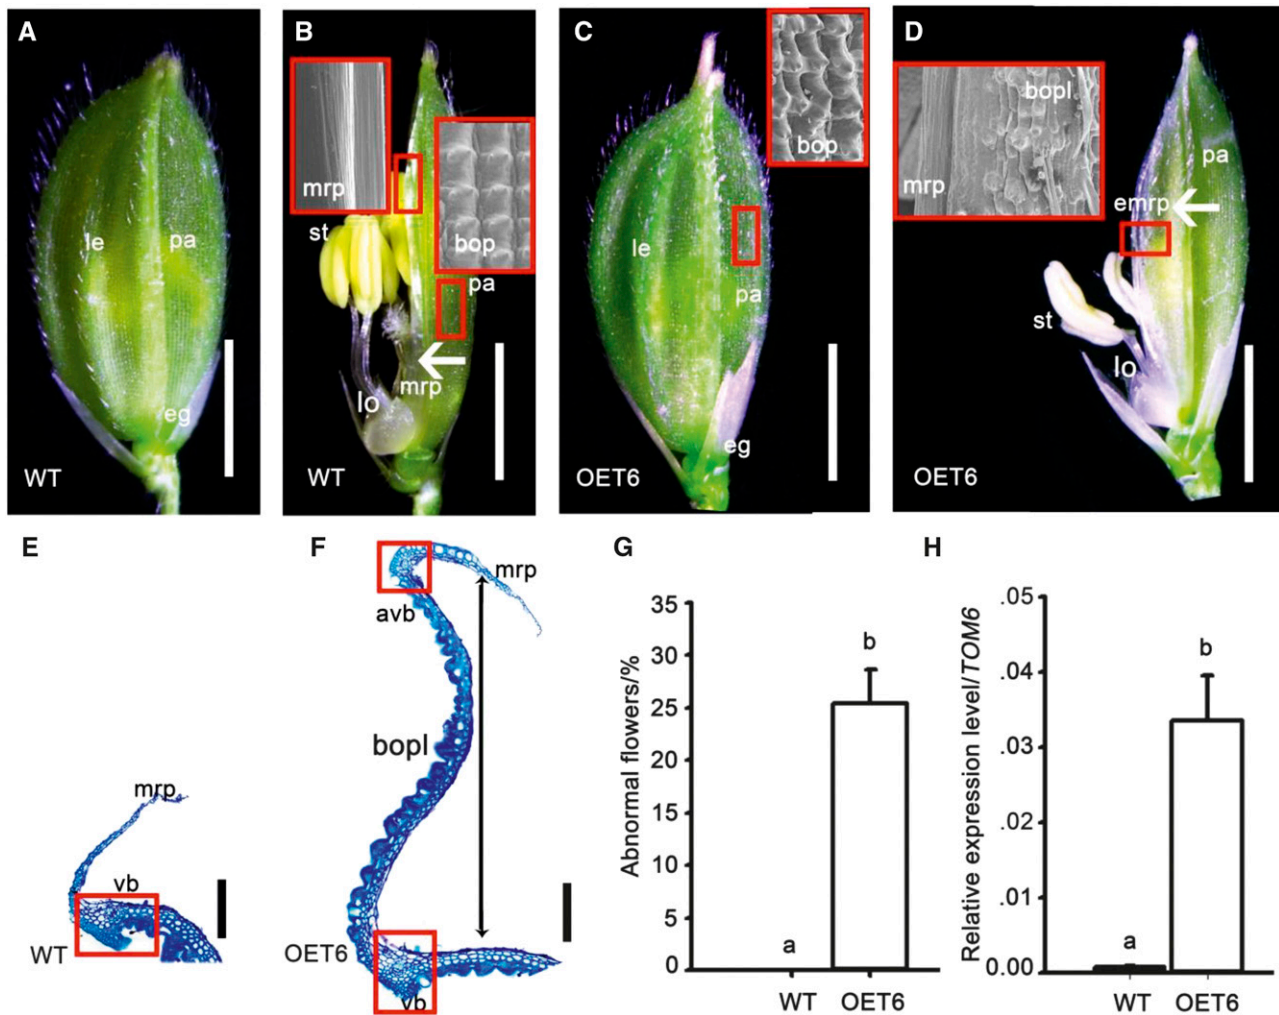 A
le
pa
eg
WT
B
mrp
st
bop
pa
mrp
lo
WT
C
bop
le
pa
eg
OET6
D
bopl
mrp
pa
emrp
st
lo
OET6
E
mrp
vb
WT
F
mrp
avb
bopl
OET6
vb
G
Abnormal flowers/%
35
30
25
20
15
10
5
0
a
b
WT OET6
H
Relative expression level/TOM6
.05
.04
.03
.02
.01
0.00
a
b
WT OET6